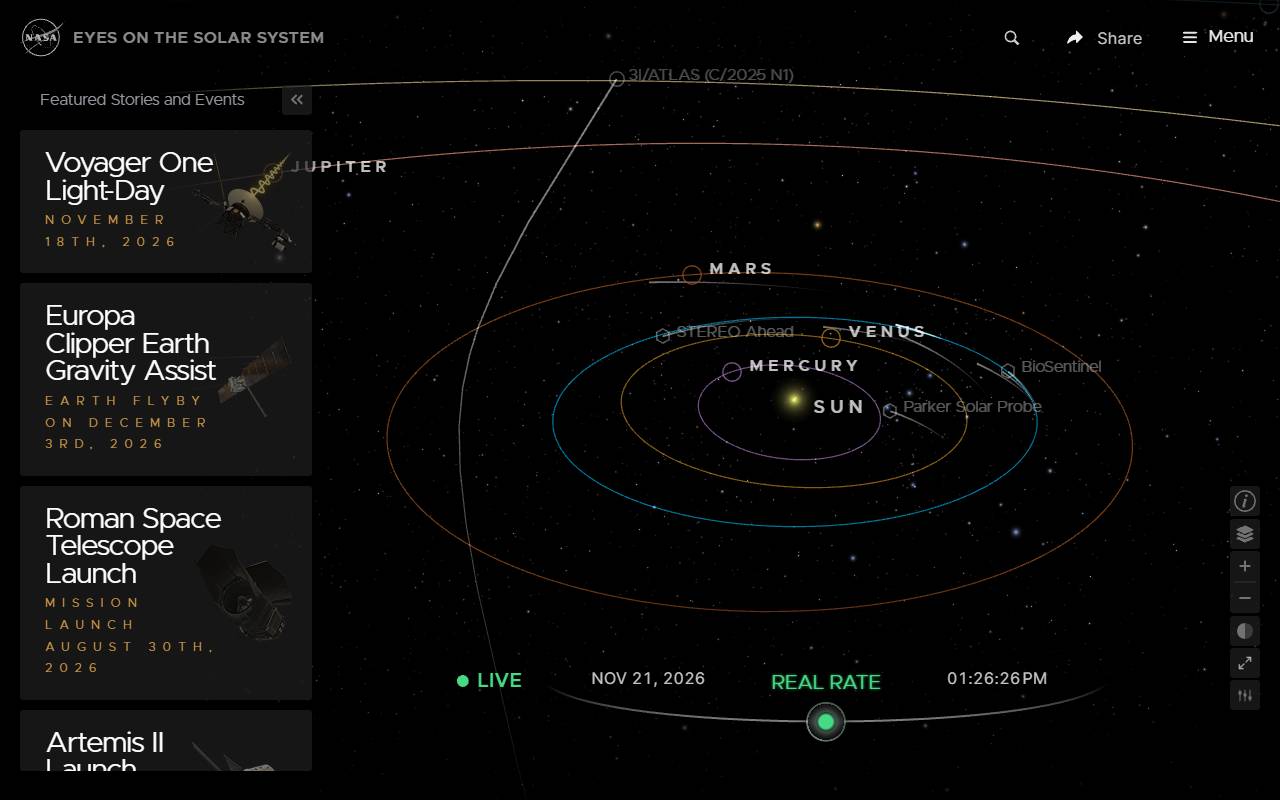 NASA
EYES ON THE SOLAR SYSTEM
Share
Menu
Featured Stories and Events
Voyager One
Light-Day
NOVEMBER
18TH, 2026
Europa
Clipper Earth
Gravity Assist
EARTH FLYBY
ON DECEMBER
3RD, 2026
Roman Space
Telescope
Launch
MISSION
LAUNCH
AUGUST 30TH,
2026
Artemis II
Launch
3I/ATLAS (C/2025 N1)
JUPITER
MARS
STEREO Ahead
VENUS
MERCURY
BioSentinel
SUN
Parker Solar Probe
LIVE
NOV 21, 2026
REAL RATE
01:26:26 PM